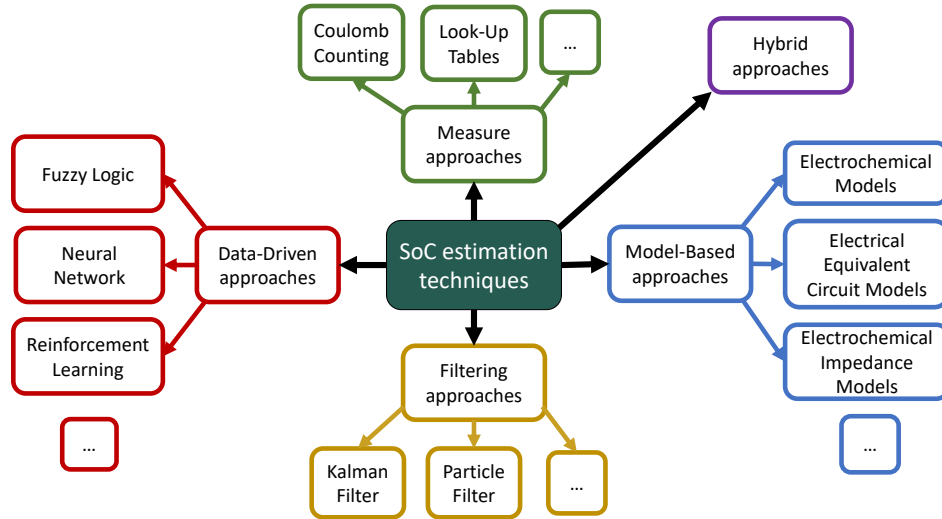 Coulomb
Counting
Look-Up
Tables
...
Hybrid
approaches
Measure
approaches
Fuzzy Logic
Neural
Network
Reinforcement
Learning
...
Data-Driven
approaches
SoC estimation
techniques
Model-Based
approaches
Electrochemical
Models
Electrical
Equivalent
Circuit Models
Electrochemical
Impedance
Models
...
Filtering
approaches
Kalman
Filter
Particle
Filter
...